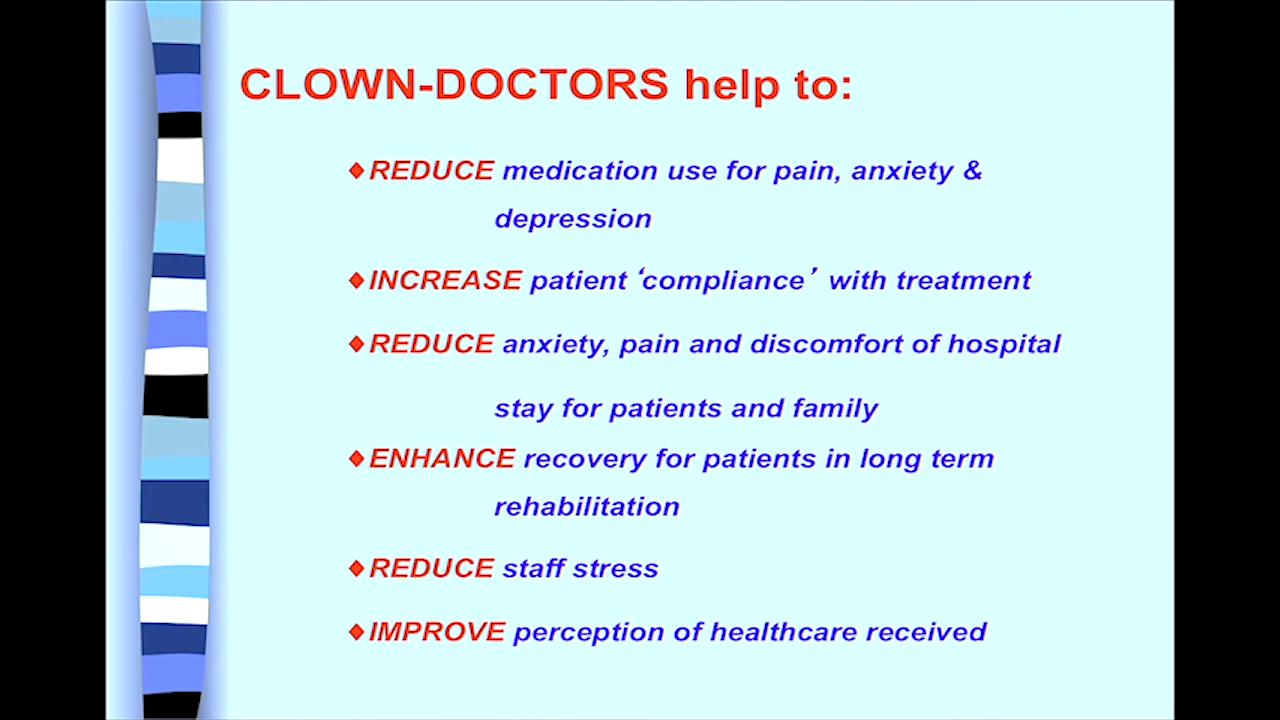 CLOWN-DOCTORS help to:
♦REDUCE medication use for pain, anxiety &
depression
♦INCREASE patient ‘compliance’ with treatment
♦REDUCE anxiety, pain and discomfort of hospital
stay for patients and family
♦ENHANCE recovery for patients in long term
rehabilitation
♦REDUCE staff stress
♦IMPROVE perception of healthcare received